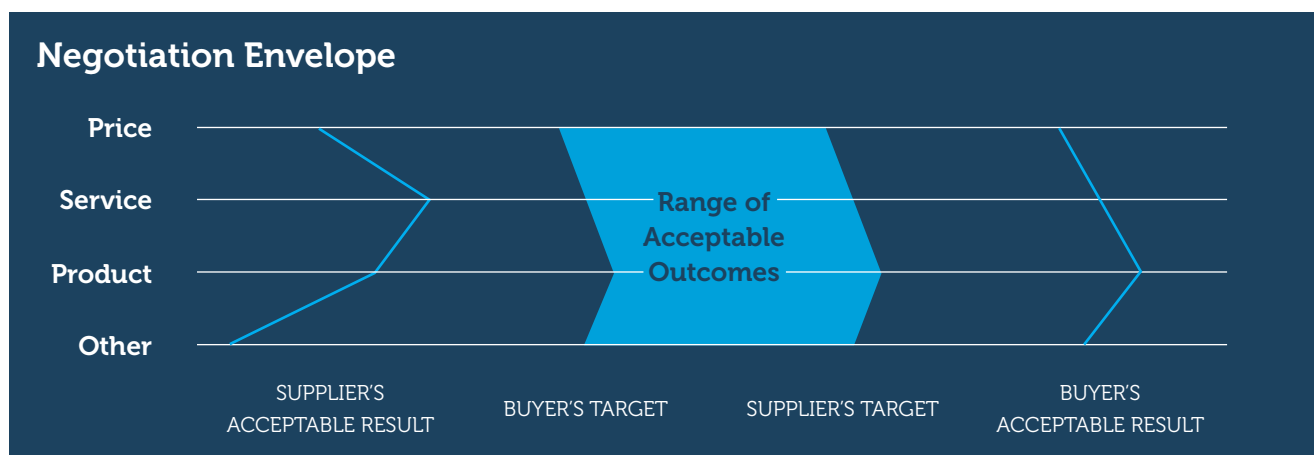 Negotiation Envelope
Price
Service
Product
Other
Range of
Acceptable
Outcomes
SUPPLIER'S
ACCEPTABLE RESULT
BUYER'S TARGET
SUPPLIER'S TARGET
BUYER'S
ACCEPTABLE RESULT